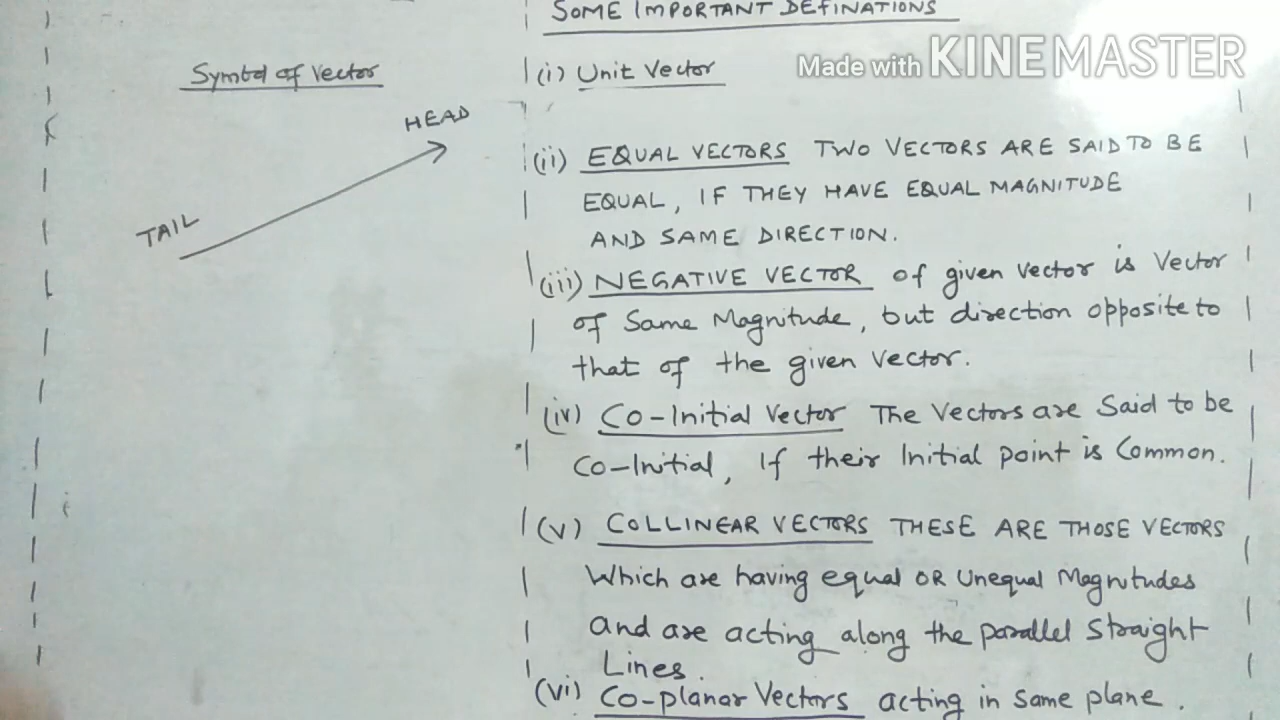 Symbol of Vector
HEAD
TAIL
SOME IMPORTANT DEFINATIONS
Made with KINEMASTER
(i) Unit Vector
(ii) EQUAL VECTORS TWO VECTORS ARE SAID TO BE
EQUAL, IF THEY HAVE EQUAL MAGNITUDE
AND SAME DIRECTION.
(iii) NEGATIVE VECTOR of given vector is Vector
of Same Magnitude, but direction opposite to
that of the given vector.
(iv) Co-Initial Vector The Vectors are Said to be
Co-Initial, If their Initial point is Common.
(v) COLLINEAR VECTORS THESE ARE THOSE VECTORS
Which are having equal OR Unequal Magnitudes
and are acting along the parallel Straight
Lines.
(vi) Co-planar Vectors acting in same plane.